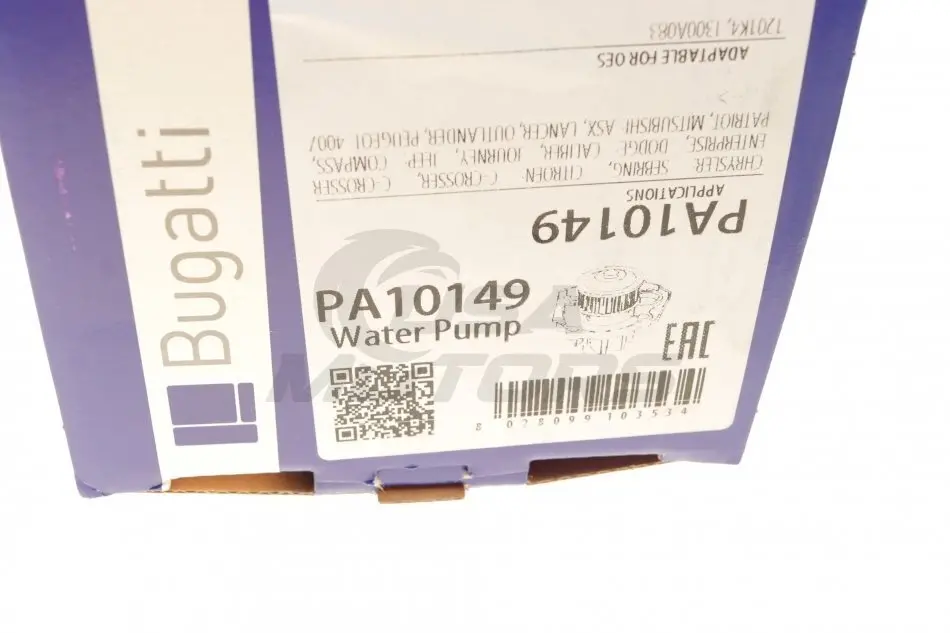 Bugatti
PA10149
Water Pump
EAC
8 028099 103534
PA10149
APPLICATIONS
CHRYSLER SEBRING, CITROEN C-CROSSER, C-CROSSER
ENTERPRISE, DODGE CALIBER, JOURNEY, JEEP COMPASS,
PATRIOT, MITSUBISHI ASX, LANCER, OUTLANDER, PEUGEOT 4007
ADAPTABLE FOR OES
1201K4, 1300A083
MOTORS